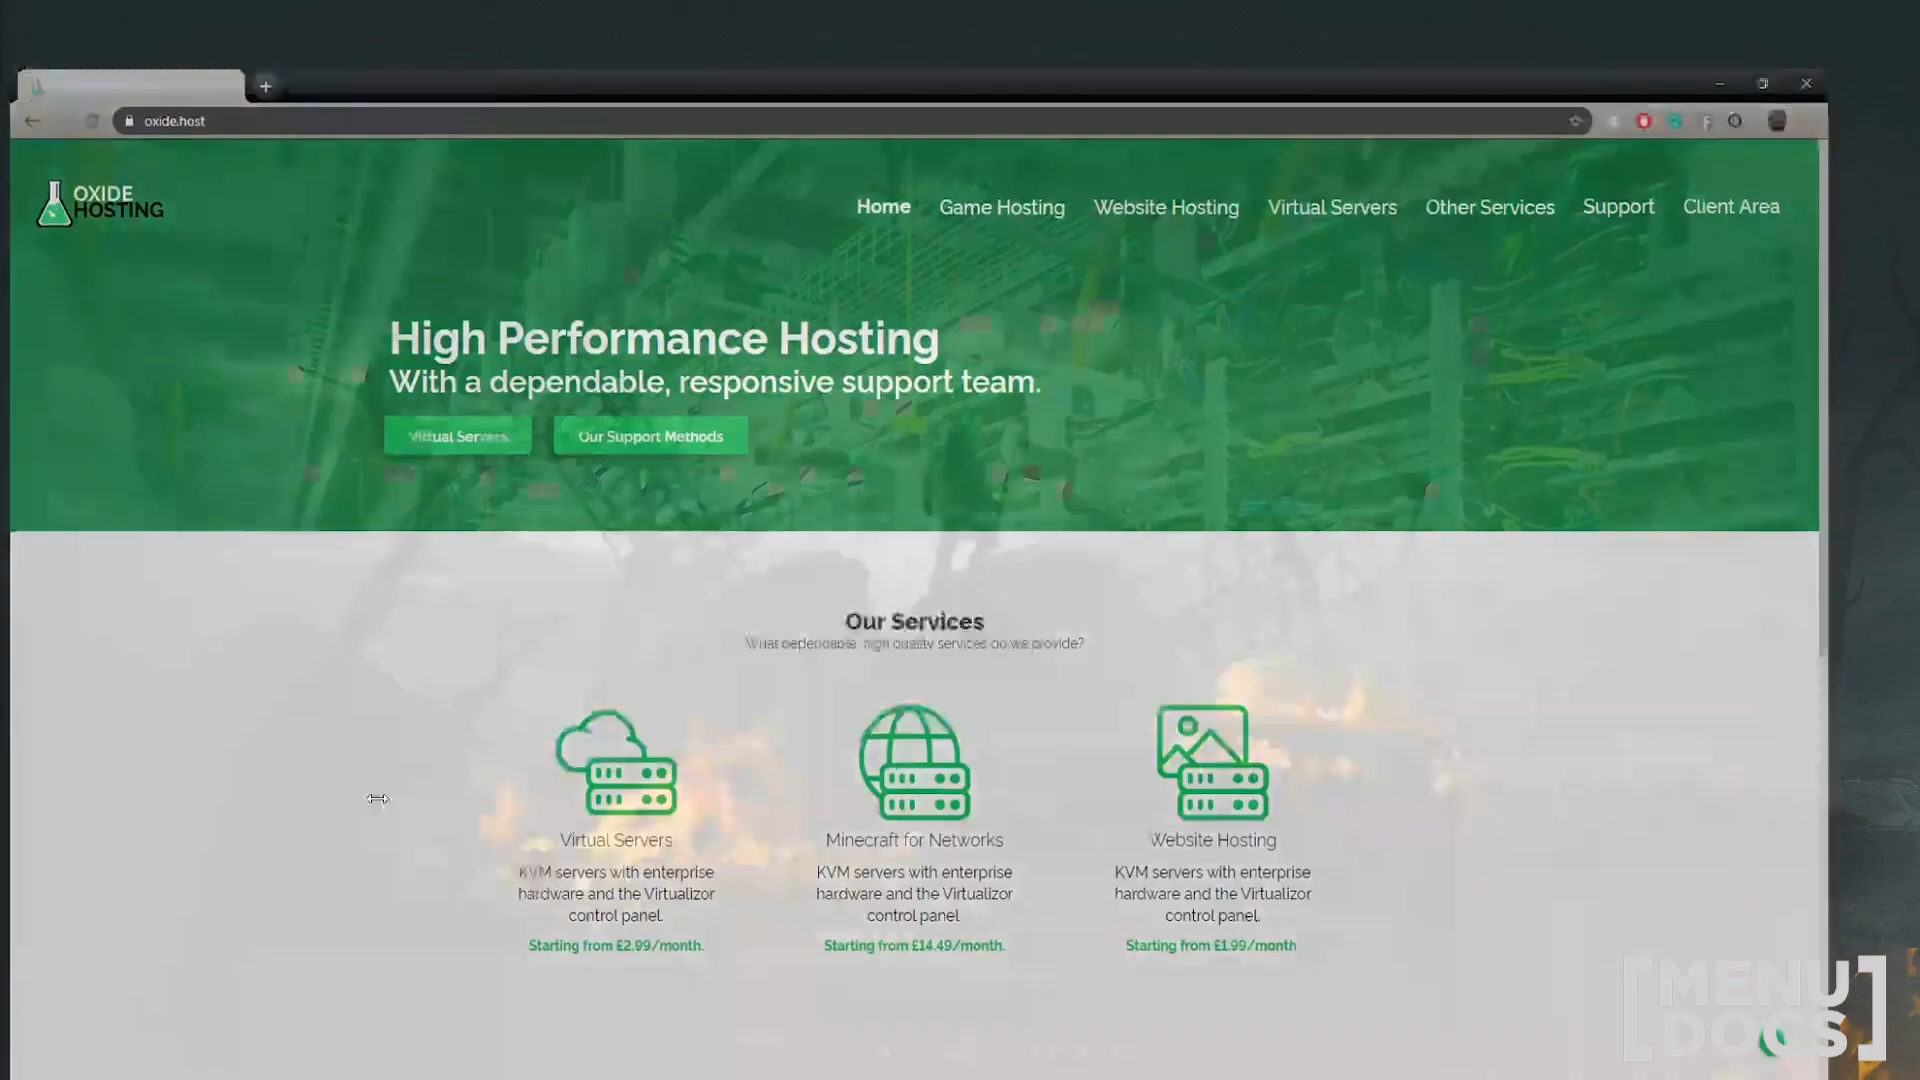 oxide.host
OXIDE
HOSTING
Home Game Hosting Website Hosting Virtual Servers Other Services Support Client Area
High Performance Hosting
With a dependable, responsive support team.
Virtual Servers Our Support Methods
Our Services
What dependable, high quality services do we provide?
Virtual Servers
KVM servers with enterprise
hardware and the Virtualizor
control panel.
Starting from £2.99/month.
Minecraft for Networks
KVM servers with enterprise
hardware and the Virtualizor
control panel
Starting from £14.49/month.
Website Hosting
KVM servers with enterprise
hardware and the Virtualizor
control panel.
Starting from £1.99/month
[MENU
DOCS]